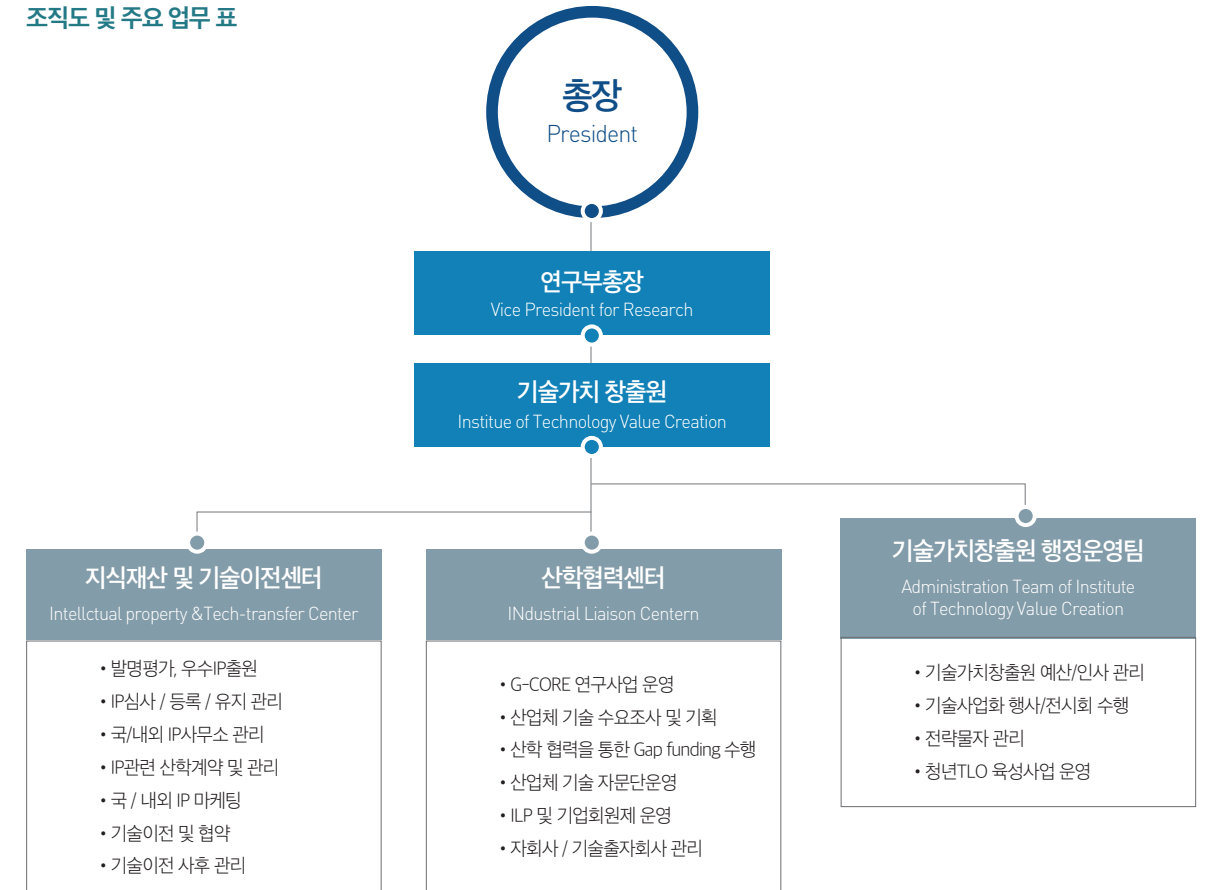 조직도 및 주요 업무 표
총장
President
연구부총장
Vice President for Research
기술가치 창출원
Institue of Technology Value Creation
지식재산 및 기술이전센터
Intellctual property &Tech-transfer Center
• 발명평가, 우수IP출원
• IP심사 / 등록 / 유지 관리
• 국/내외 IP사무소 관리
• IP관련 산학계약 및 관리
• 국 / 내외 IP 마케팅
• 기술이전 및 협약
• 기술이전 사후 관리
산학협력센터
INdustrial Liaison Centern
• G-CORE 연구사업 운영
• 산업체 기술 수요조사 및 기획
• 산학 협력을 통한 Gap funding 수행
• 산업체 기술 자문단운영
• ILP 및 기업회원제 운영
• 자회사 / 기술출자회사 관리
기술가치창출원 행정운영팀
Administration Team of Institute
of Technology Value Creation
• 기술가치창출원 예산/인사 관리
• 기술사업화 행사/전시회 수행
• 전략물자 관리
• 청년TLO 육성사업 운영